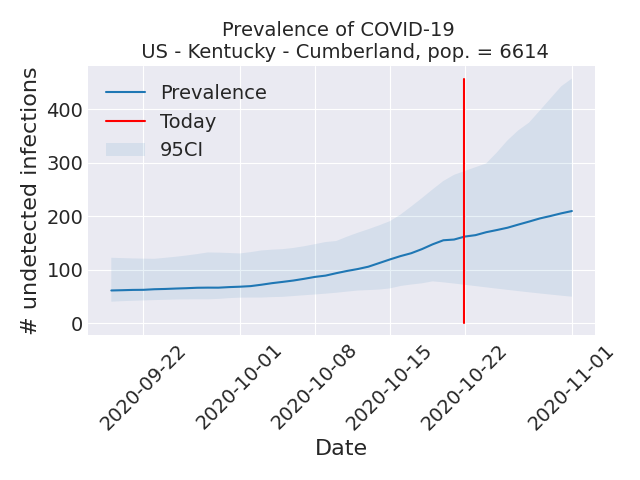 Prevalence of COVID-19
US - Kentucky - Cumberland, pop. = 6614
# undetected infections
400
300
200
100
0
Prevalence
Today
95CI
2020-09-22
2020-10-01
2020-10-08
2020-10-15
2020-10-22
2020-11-01
Date